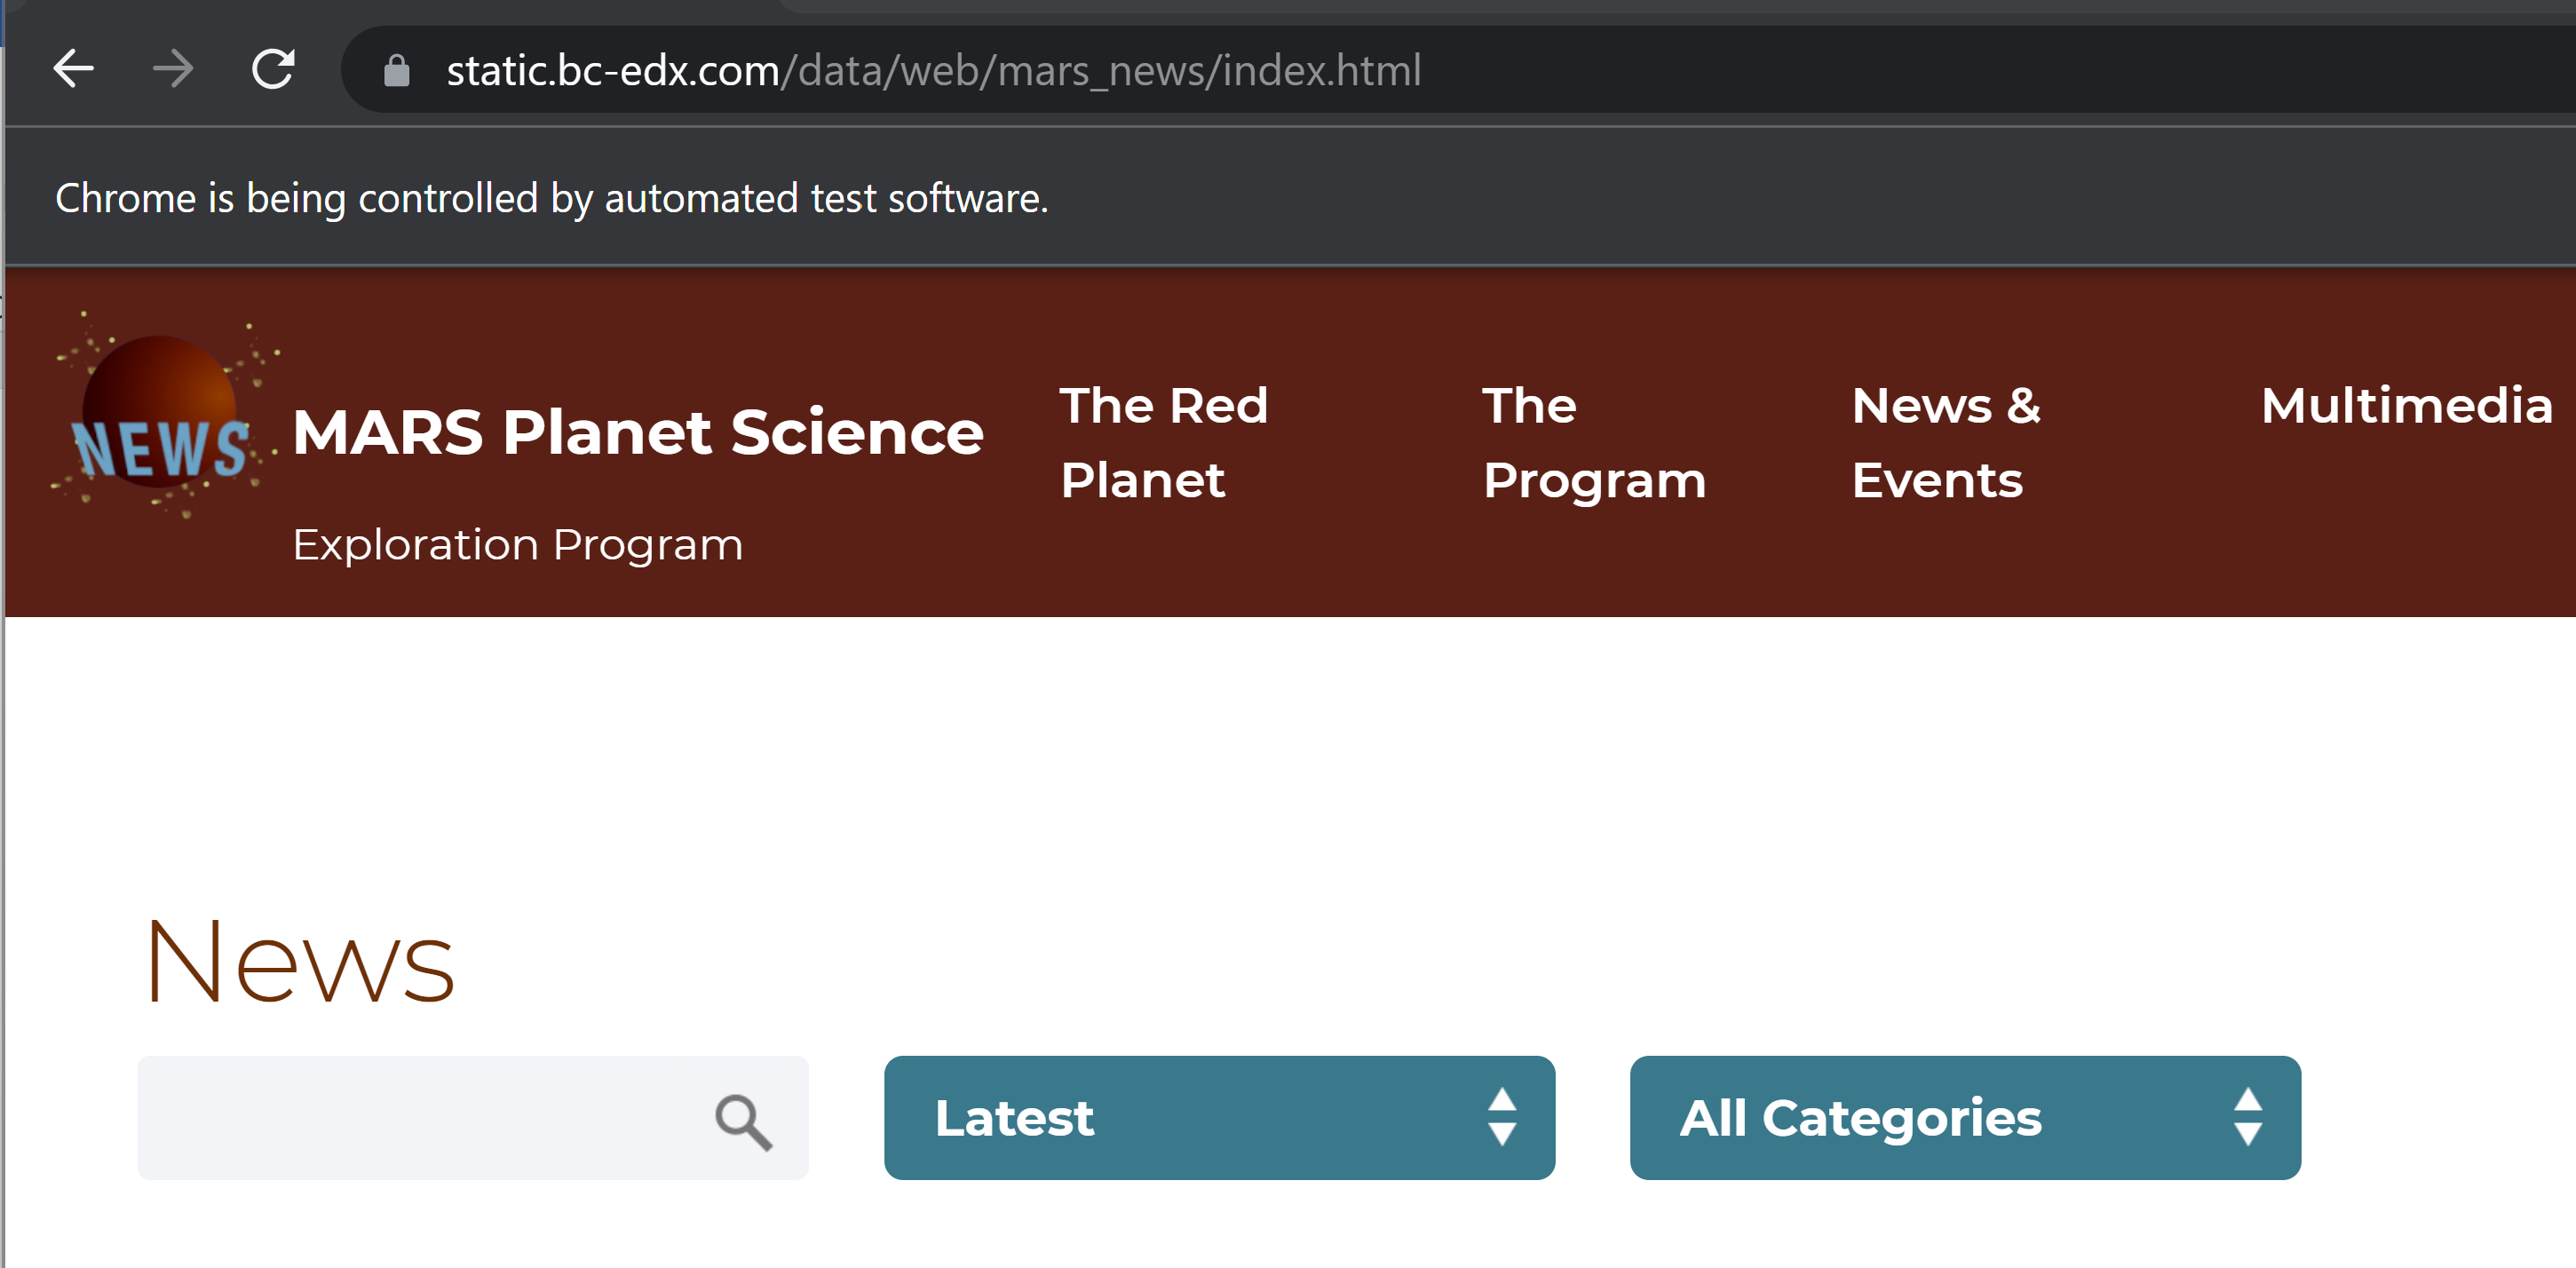 static.bc-edx.com/data/web/mars_news/index.html
Chrome is being controlled by automated test software.
NEWS
MARS Planet Science
Exploration Program
The Red
Planet
The
Program
News &
Events
Multimedia
News
Latest
All Categories